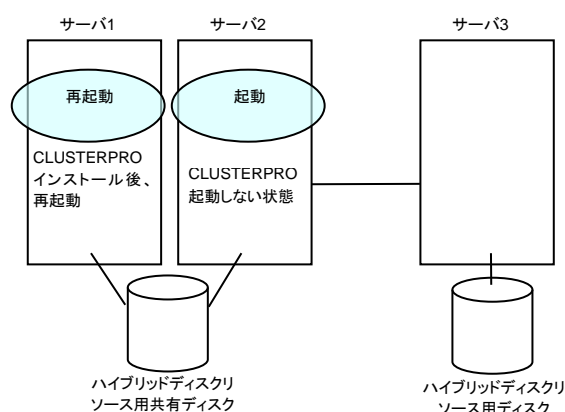 サーバ1
サーバ2
サーバ3
再起動
起動
CLUSTERPRO
インストール後、
再起動
CLUSTERPRO
起動しない状態
ハイブリッドディスクリ
ソース用共有ディスク
ハイブリッドディスクリ
ソース用ディスク